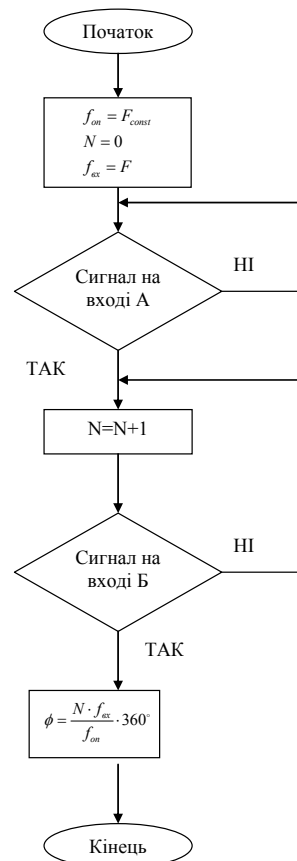 Початок
f_оп = F_const
N = 0
f_вх = F
Сигнал на
вході А
НІ
ТАК
N=N+1
Сигнал на
вході Б
НІ
ТАК
ϕ = N · f_вх / f_оп · 360°
Кінець